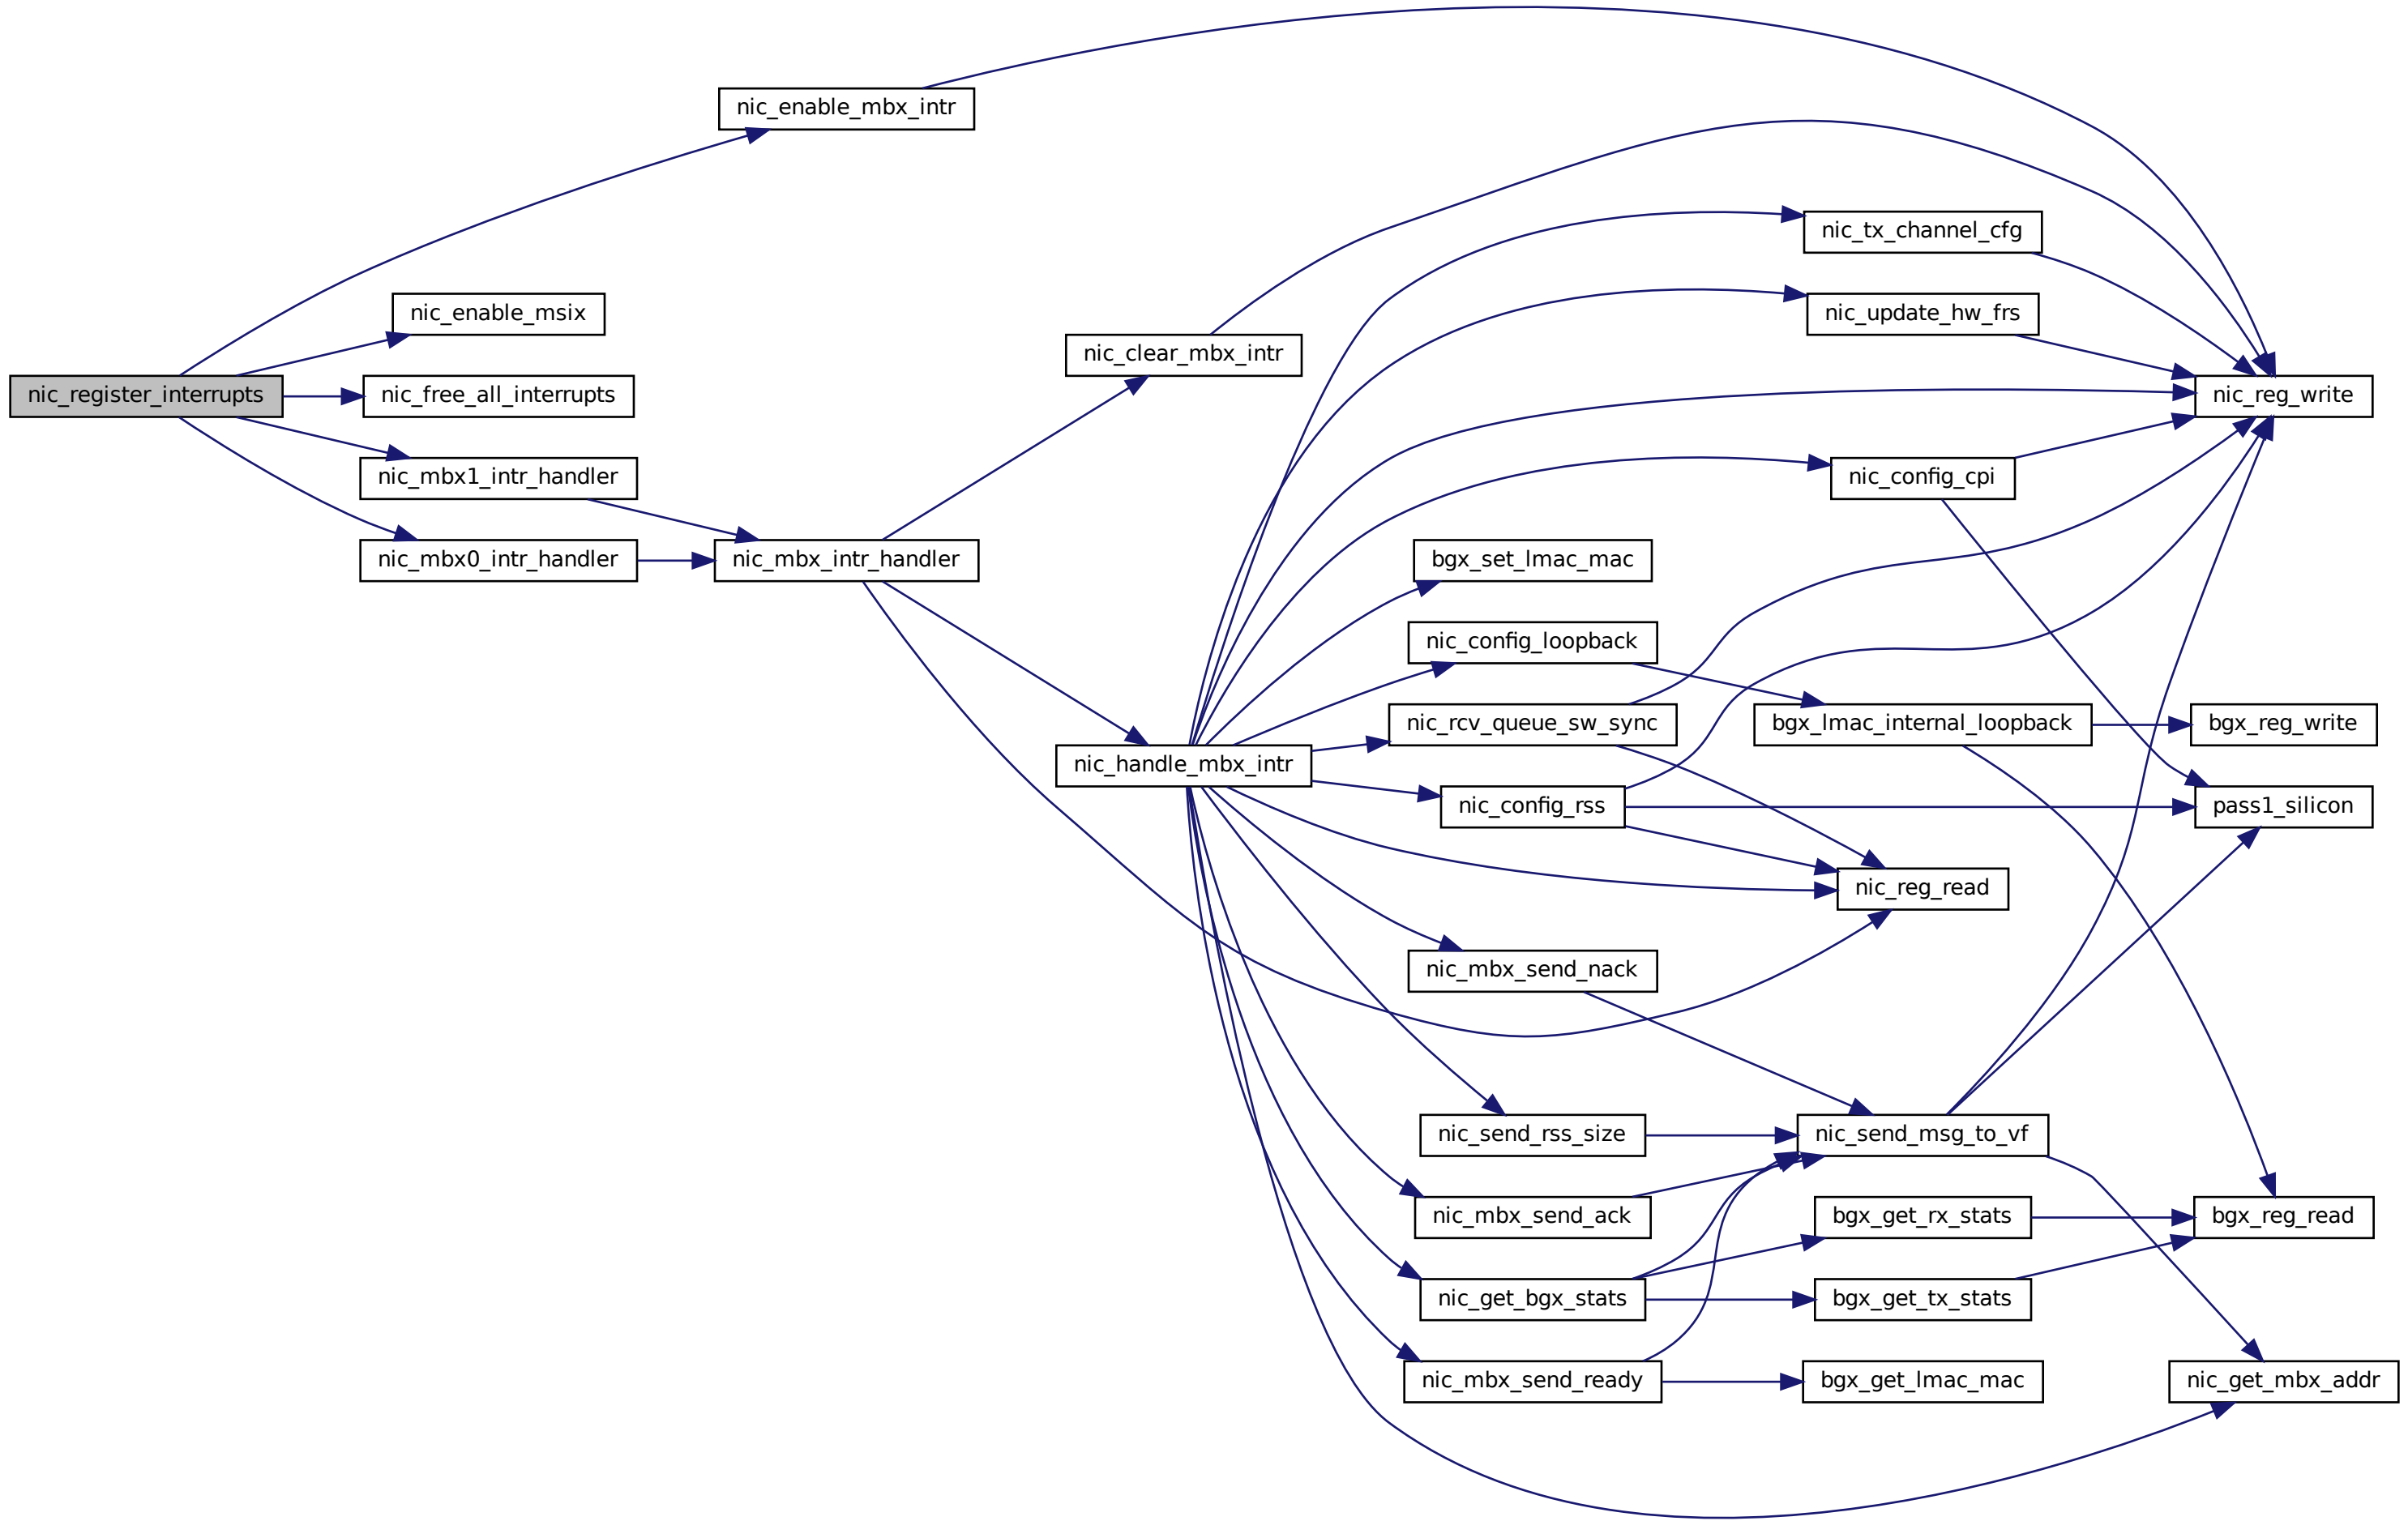 nic_enable_mbx_intr
nic_tx_channel_cfg
nic_enable_msix
nic_update_hw_frs
nic_clear_mbx_intr
nic_register_interrupts
nic_free_all_interrupts
nic_reg_write
nic_mbx1_intr_handler
nic_config_cpi
nic_mbx0_intr_handler
nic_mbx_intr_handler
bgx_set_lmac_mac
nic_config_loopback
nic_rcv_queue_sw_sync
bgx_lmac_internal_loopback
bgx_reg_write
nic_handle_mbx_intr
nic_config_rss
pass1_silicon
nic_reg_read
nic_mbx_send_nack
nic_send_rss_size
nic_send_msg_to_vf
nic_mbx_send_ack
bgx_get_rx_stats
bgx_reg_read
nic_get_bgx_stats
bgx_get_tx_stats
nic_mbx_send_ready
bgx_get_lmac_mac
nic_get_mbx_addr